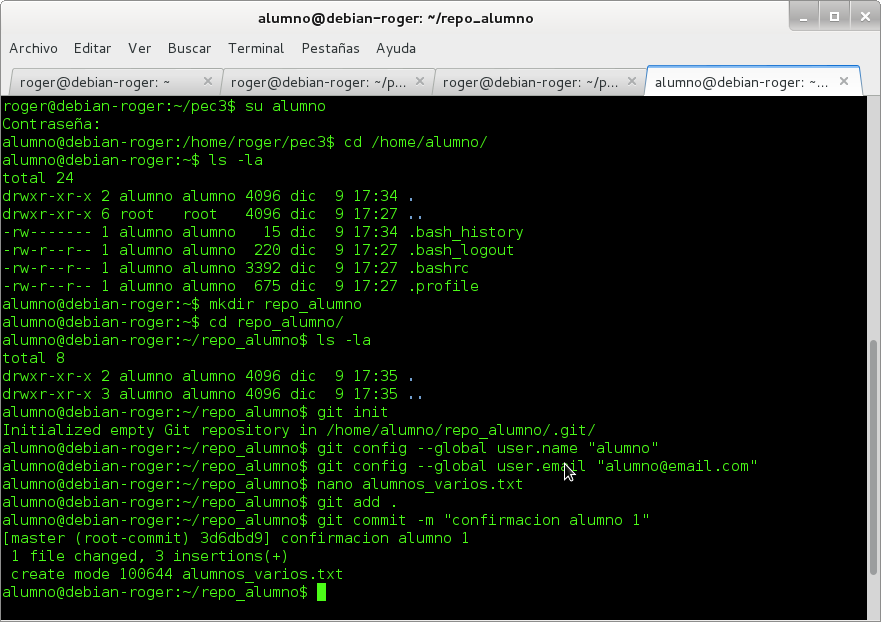 alumno@debian-roger: ~/repo_alumno
Archivo Editar Ver Buscar Terminal Pestañas Ayuda
roger@debian-roger: ~ roger@debian-roger: ~/p... roger@debian-roger: ~/p... alumno@debian-roger: ~...
roger@debian-roger:~/pec3$ su alumno
Contraseña:
alumno@debian-roger:/home/roger/pec3$ cd /home/alumno/
alumno@debian-roger:~$ ls -la
total 24
drwxr-xr-x 2 alumno alumno 4096 dic  9 17:34 .
drwxr-xr-x 6 root   root   4096 dic  9 17:27 ..
-rw------- 1 alumno alumno   15 dic  9 17:34 .bash_history
-rw-r--r-- 1 alumno alumno  220 dic  9 17:27 .bash_logout
-rw-r--r-- 1 alumno alumno 3392 dic  9 17:27 .bashrc
-rw-r--r-- 1 alumno alumno  675 dic  9 17:27 .profile
alumno@debian-roger:~$ mkdir repo_alumno
alumno@debian-roger:~$ cd repo_alumno/
alumno@debian-roger:~/repo_alumno$ ls -la
total 8
drwxr-xr-x 2 alumno alumno 4096 dic  9 17:35 .
drwxr-xr-x 3 alumno alumno 4096 dic  9 17:35 ..
alumno@debian-roger:~/repo_alumno$ git init
Initialized empty Git repository in /home/alumno/repo_alumno/.git/
alumno@debian-roger:~/repo_alumno$ git config --global user.name "alumno"
alumno@debian-roger:~/repo_alumno$ git config --global user.email "alumno@email.com"
alumno@debian-roger:~/repo_alumno$ nano alumnos_varios.txt
alumno@debian-roger:~/repo_alumno$ git add .
alumno@debian-roger:~/repo_alumno$ git commit -m "confirmacion alumno 1"
[master (root-commit) 3d6dbd9] confirmacion alumno 1
 1 file changed, 3 insertions(+)
 create mode 100644 alumnos_varios.txt
alumno@debian-roger:~/repo_alumno$